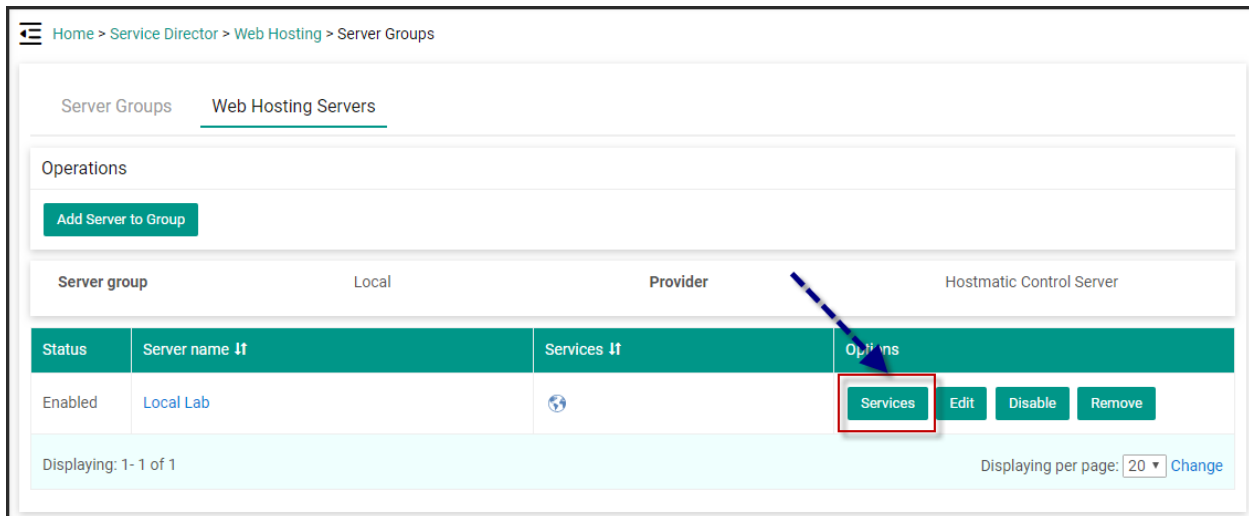 Home > Service Director > Web Hosting > Server Groups
Server Groups Web Hosting Servers
Operations
Add Server to Group
Server group Local Provider Hostmatic Control Server
Status Server name Services Options
Enabled Local Lab Services Edit Disable Remove
Displaying: 1- 1 of 1 Displaying per page: 20 Change